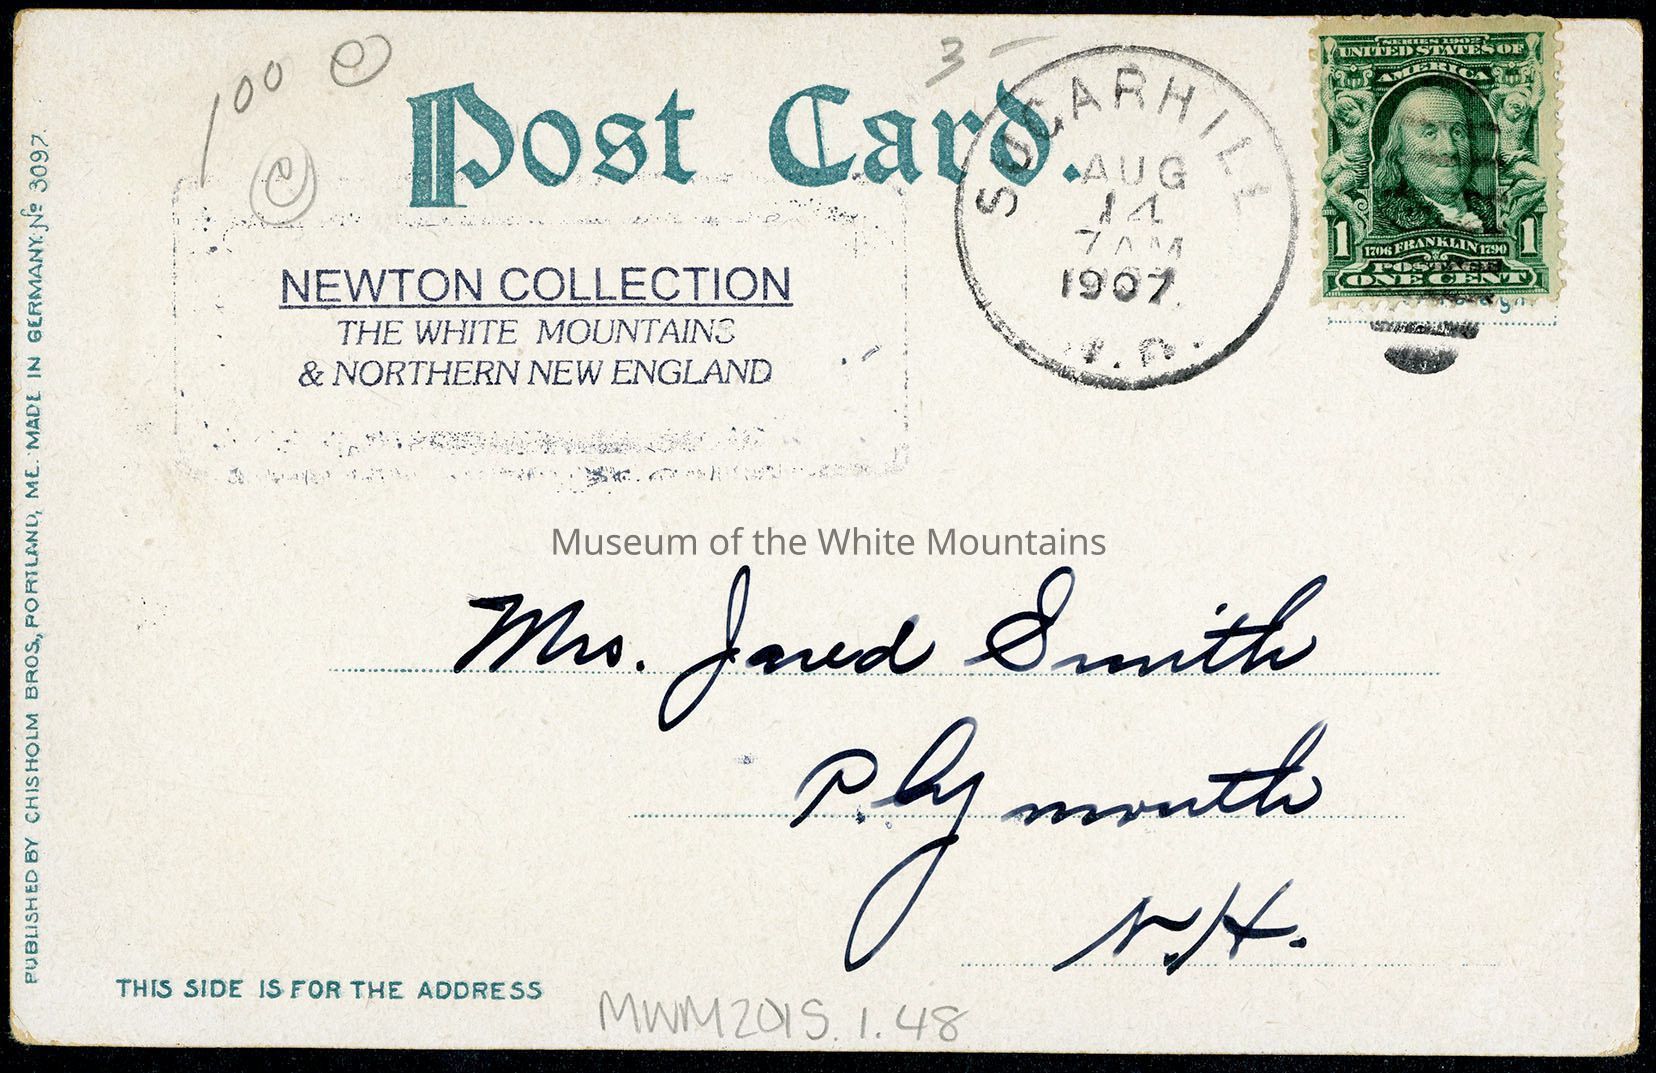 100
3
Post Card.
SUGAR HILL
AUG
14
7 AM
1907
SERIES 1902
UNITED STATES OF
AMERICA
1 1706 FRANKLIN 1790 1
POSTAGE
ONE CENT
NEWTON COLLECTION
THE WHITE MOUNTAINS
& NORTHERN NEW ENGLAND
Museum of the White Mountains
Mrs. Jared Smith
Plymouth
N.H.
THIS SIDE IS FOR THE ADDRESS
MWM2015.1.48
PUBLISHED BY CHISHOLM BROS., PORTLAND, ME. MADE IN GERMANY. № 3097.